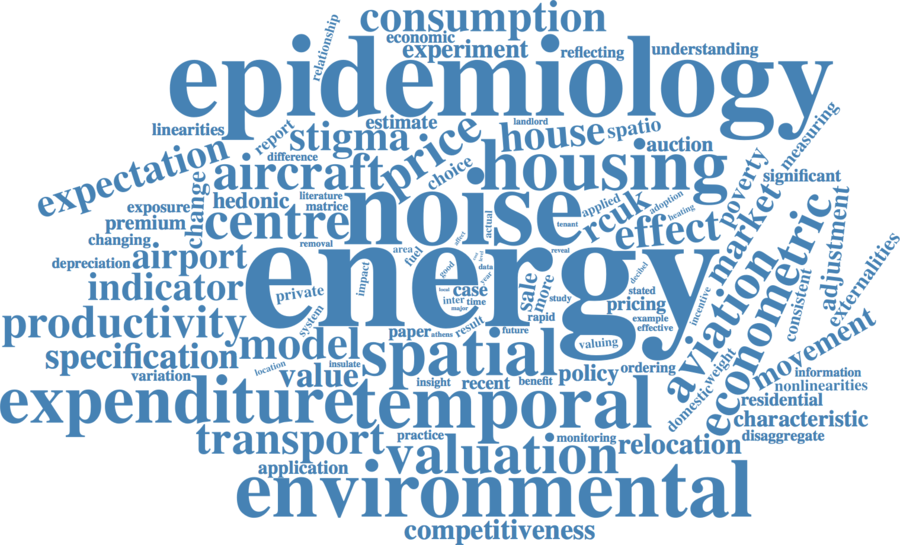 consumption
economic
experiment
reflecting
understanding
relationship
epidemiology
linearities
report
stigma
estimate
price
landlord
house
spatio
auction
measuring
expectation
difference
aircraft
choice
housing
poverty
significant
exposure
change
hedonic
literature
matrice
noise
actual
tenant
applied
adoption
heating
rcuk
effect
market
premium
centre
changing
removal
area
fuel
affect
reveal
econometric
adjustment
externalities
depreciation
airport
energy
good
data
year
level
decibel
aviation
consistent
indicator
private
impact
case
inter
time
major
sale
more
study
stated
pricing
incentive
productivity
system
rapid
example
effective
paper
athens
result
future
valuing
movement
specification
model
spatial
location
insulate
value
variation
insight
recent
benefit
policy
ordering
weight
domestic
information
nonlinearities
residential
expenditure
temporal
characteristic
transport
practice
monitoring
relocation
disaggregate
application
valuation
environmental
competitiveness